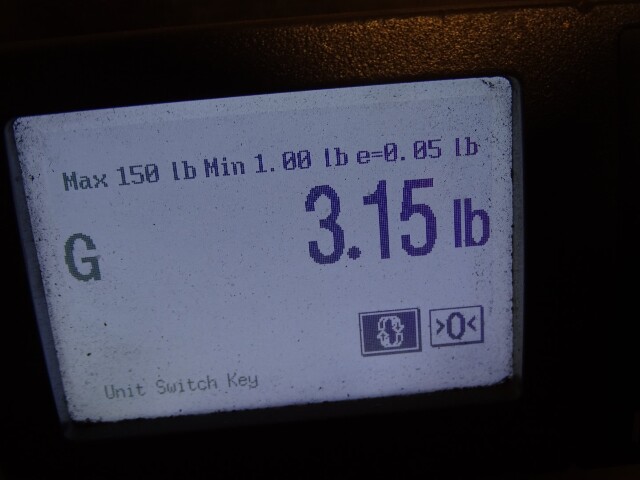 Max 150 lb Min 1.00 lb e=0.05 lb
G 3.15 lb
>0<
Unit Switch Key